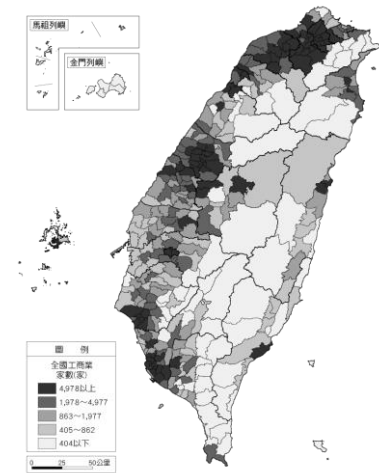 馬祖列嶼
金門列嶼
圖 例
全國工商業
家數(家)
4,978以上
1,978～4,977
863～1,977
405～862
404以下
0 25 50公里